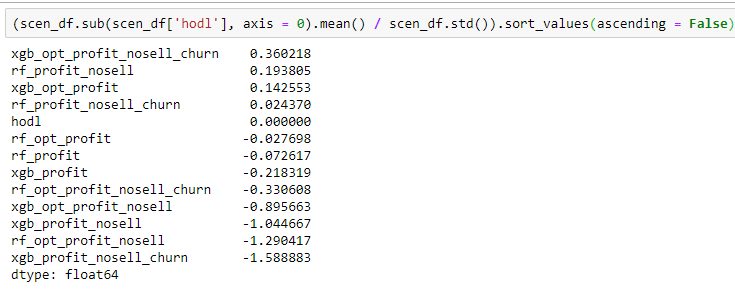 (scen_df.sub(scen_df['hodl'], axis = 0).mean() / scen_df.std()).sort_values(ascending = False)
xgb_opt_profit_nosell_churn    0.360218
rf_profit_nosell               0.193805
xgb_opt_profit                 0.142553
rf_profit_nosell_churn         0.024370
hodl                           0.000000
rf_opt_profit                 -0.027698
rf_profit                     -0.072617
xgb_profit                    -0.218319
rf_opt_profit_nosell_churn    -0.330608
xgb_opt_profit_nosell         -0.895663
xgb_profit_nosell             -1.044667
rf_opt_profit_nosell          -1.290417
xgb_profit_nosell_churn       -1.588883
dtype: float64